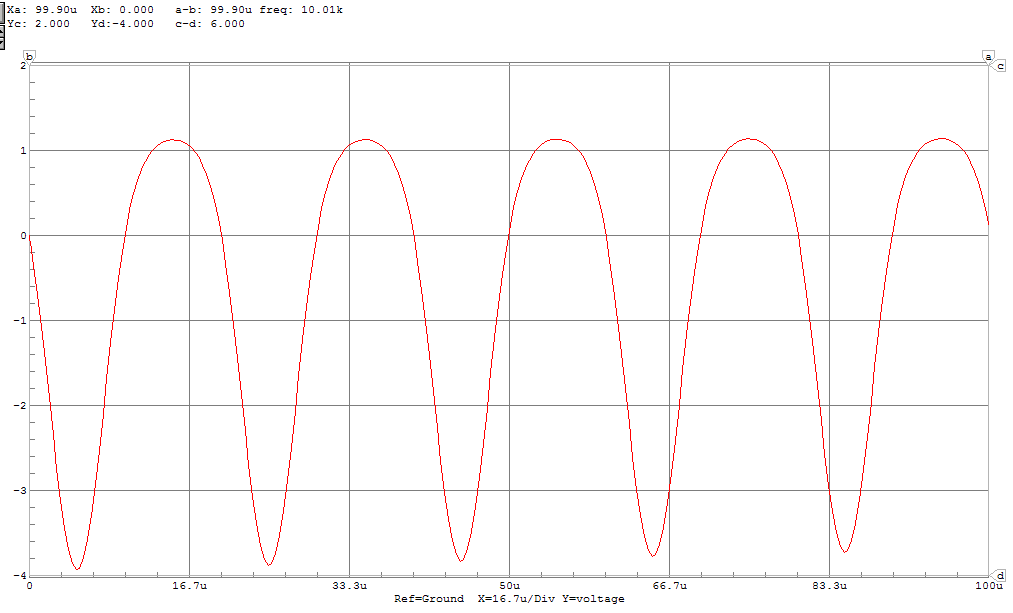 Xa: 99.90u Xb: 0.000 a-b: 99.90u freq: 10.01k
Yc: 2.000 Yd:-4.000 c-d: 6.000
b a
2 c
1
0
-1
-2
-3
-4 d
0 16.7u 33.3u 50u 66.7u 83.3u 100u
Ref=Ground X=16.7u/Div Y=voltage